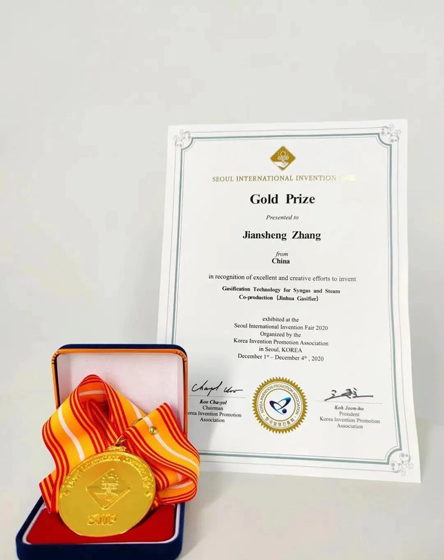 SEOUL INTERNATIONAL INVENTION FAIR
Gold Prize
Presented to
Jiansheng Zhang
from
China
in recognition of excellent and creative efforts to invent
Gasification Technology for Syngas and Steam
Co-production (Jinhua Gasifier)
exhibited at the
Seoul International Invention Fair 2020
Organized by the
Korea Invention Promotion Association
in Seoul, KOREA
December 1st – December 4th, 2020
Koo Cha-yol
Chairman
Korea Invention Promotion
Association
Koh Joon-ho
President
Korea Invention Promotion
Association